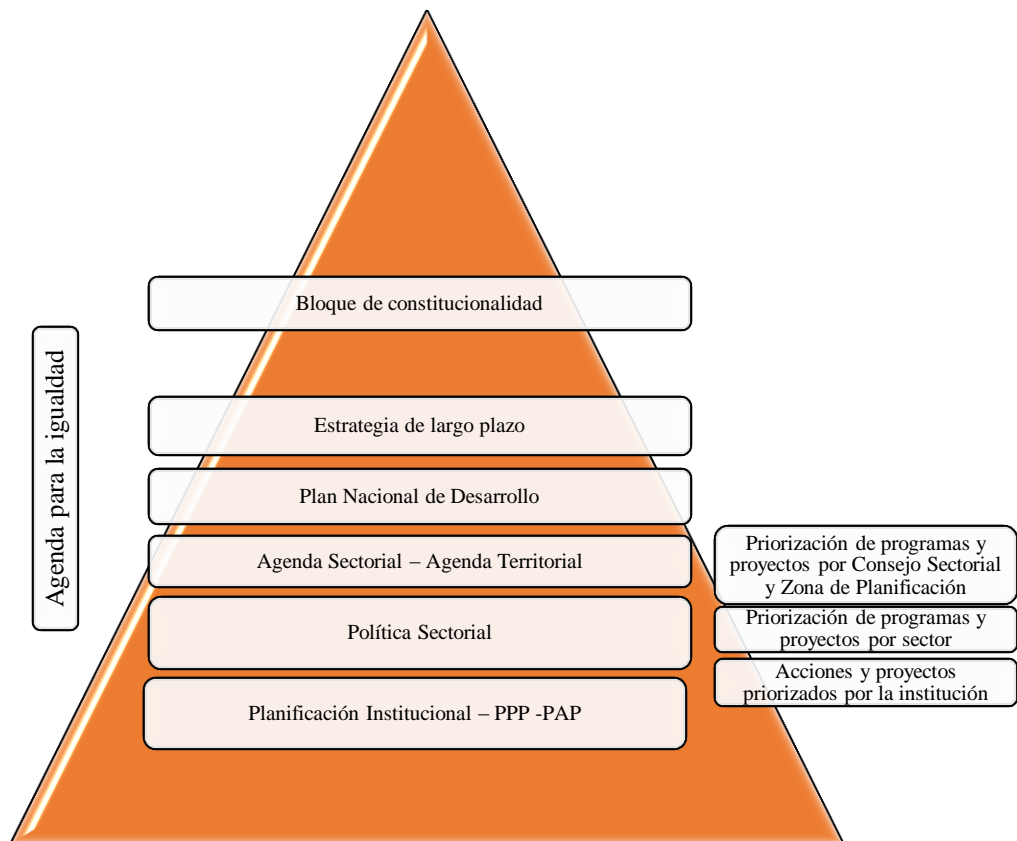 Bloque de constitucionalidad
Agenda para la igualdad
Estrategia de largo plazo
Plan Nacional de Desarrollo
Agenda Sectorial – Agenda Territorial
Priorización de programas y
proyectos por Consejo Sectorial
y Zona de Planificación
Política Sectorial
Priorización de programas y
proyectos por sector
Acciones y proyectos
priorizados por la institución
Planificación Institucional – PPP -PAP